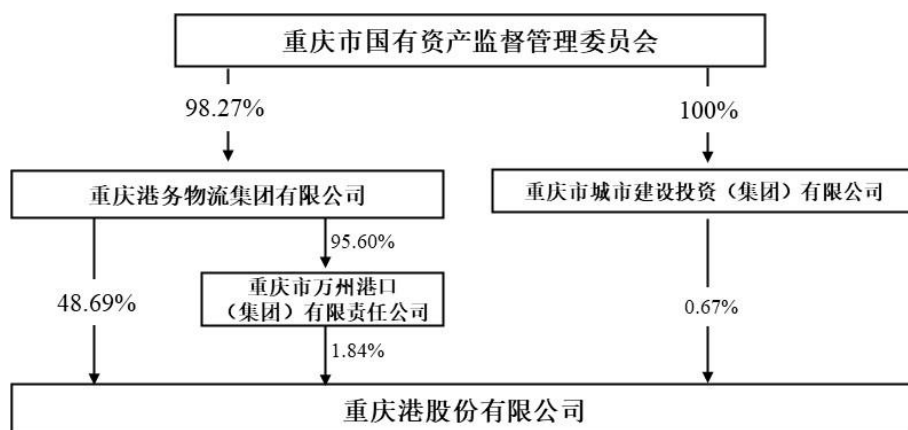 重庆市国有资产监督管理委员会
98.27%
100%
重庆港务物流集团有限公司
重庆市城市建设投资（集团）有限公司
95.60%
重庆市万州港口
（集团）有限责任公司
48.69%
0.67%
1.84%
重庆港股份有限公司